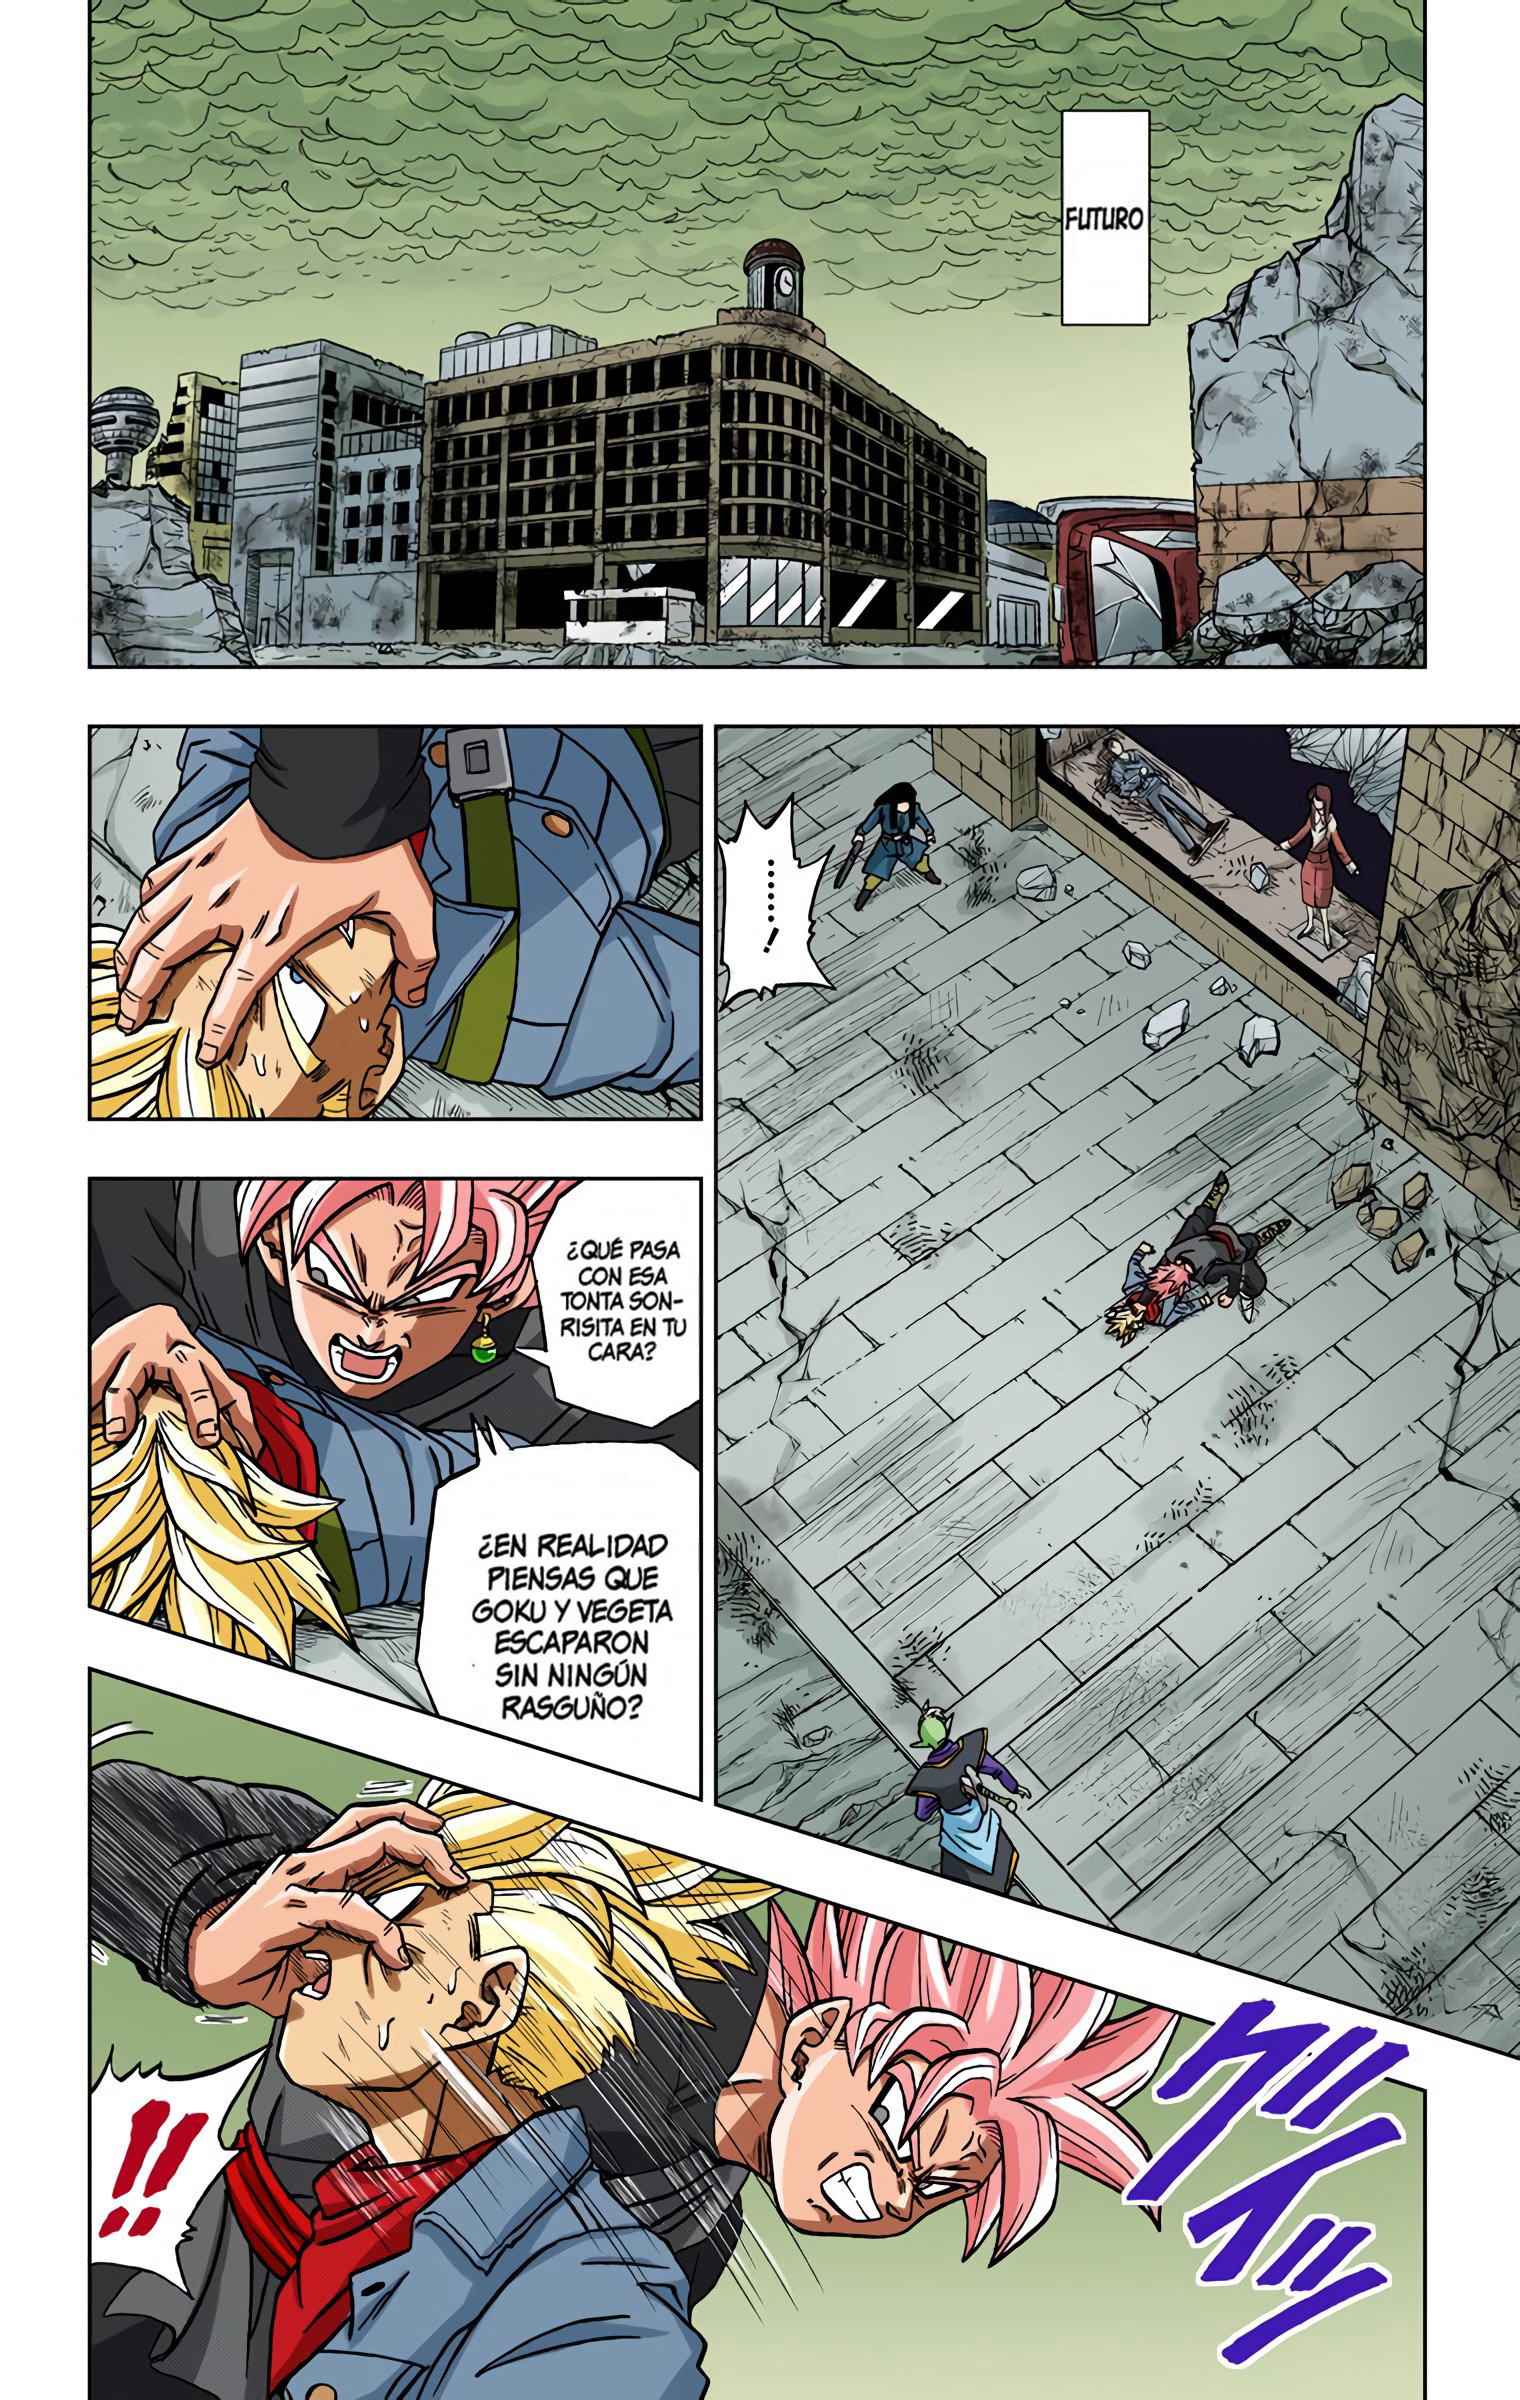 FUTURO
......!
¿QUÉ PASA
CON ESA
TONTA SON-
RISITA EN TU
CARA?
¿EN REALIDAD
PIENSAS QUE
GOKU Y VEGETA
ESCAPARON
SIN NINGÚN
RASGUÑO?
グイッ
!!